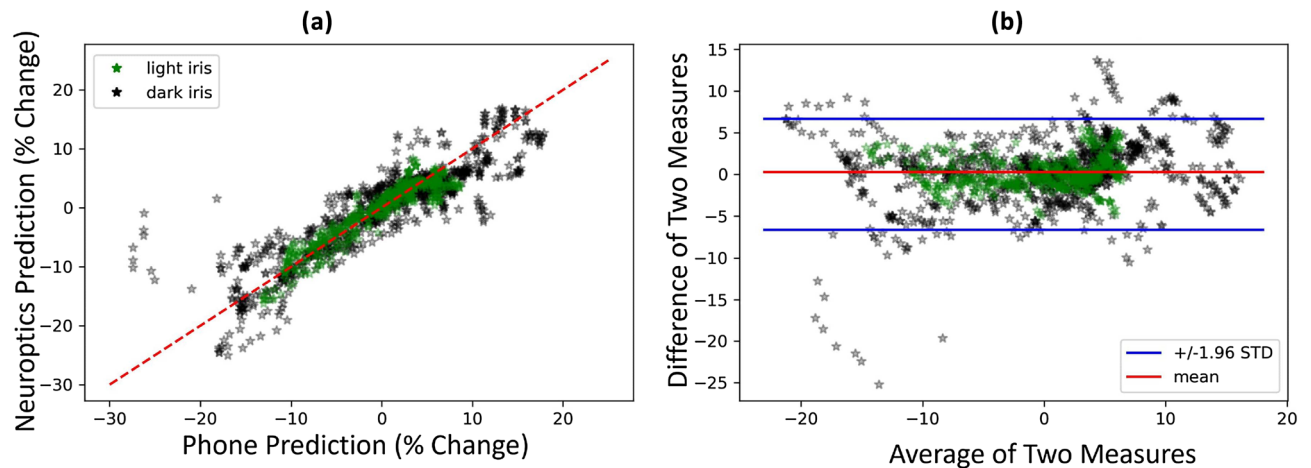 (a)
Neuroptics Prediction (% Change)
20
10
0
−10
−20
−30
light iris
dark iris
−30
−20
−10
0
10
20
Phone Prediction (% Change)
(b)
Difference of Two Measures
15
10
5
0
−5
−10
−15
−20
−25
+/-1.96 STD
mean
−20
−10
0
10
20
Average of Two Measures